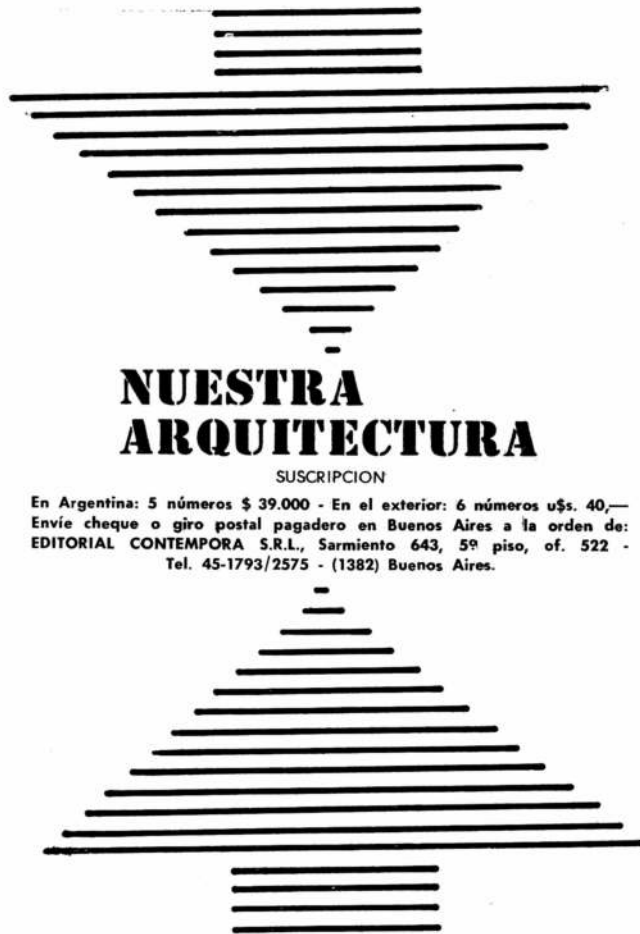 NUESTRA
ARQUITECTURA
SUSCRIPCION
En Argentina: 5 números $ 39.000 - En el exterior: 6 números u$s. 40,—
Envíe cheque o giro postal pagadero en Buenos Aires a la orden de:
EDITORIAL CONTEMPORA S.R.L., Sarmiento 643, 5º piso, of. 522 -
Tel. 45-1793/2575 - (1382) Buenos Aires.